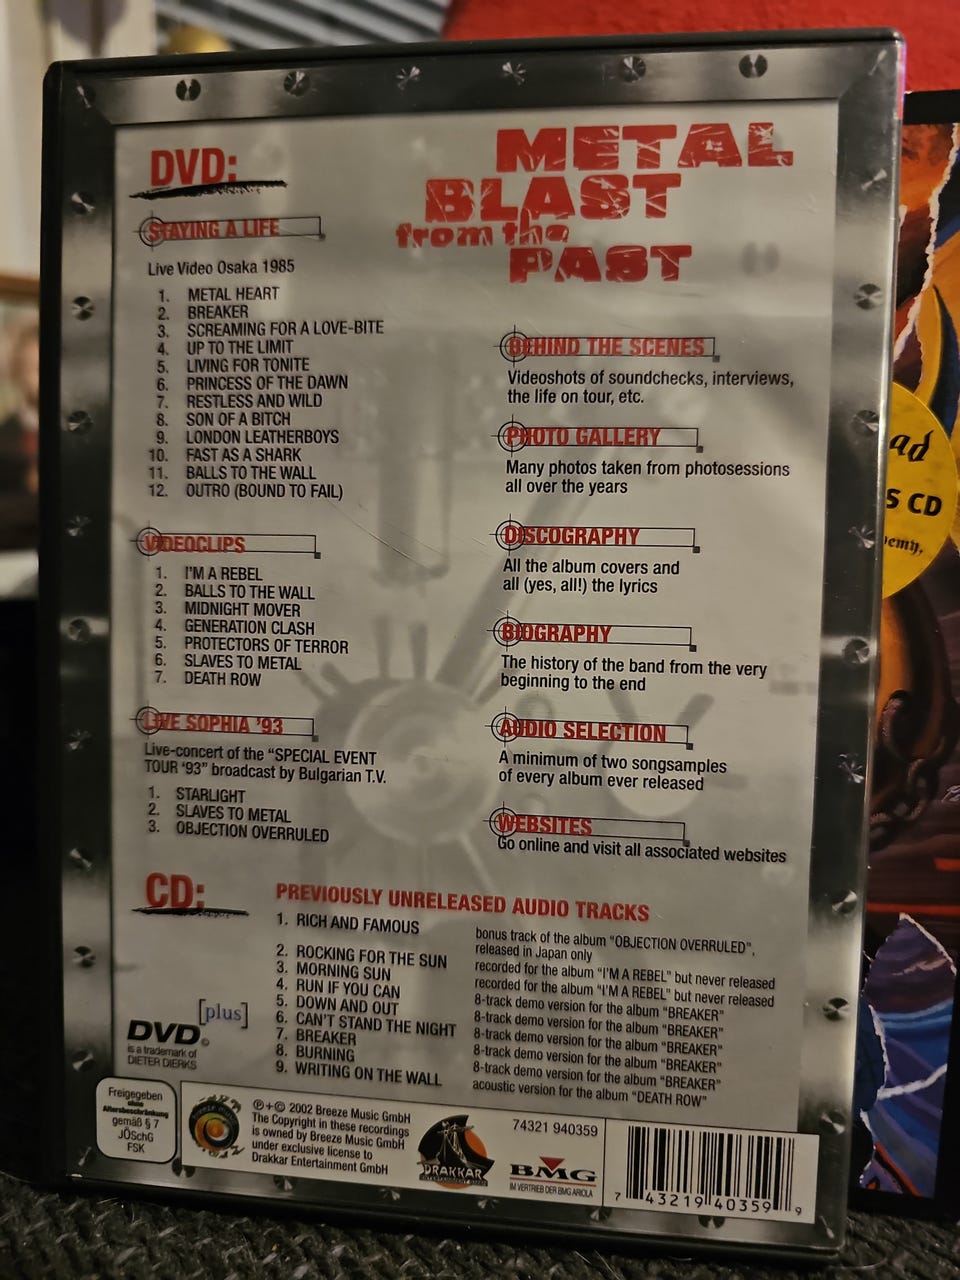 DVD:
STAYING A LIFE
Live Video Osaka 1985
1. METAL HEART
2. BREAKER
3. SCREAMING FOR A LOVE-BITE
4. UP TO THE LIMIT
5. LIVING FOR TONITE
6. PRINCESS OF THE DAWN
7. RESTLESS AND WILD
8. SON OF A BITCH
9. LONDON LEATHERBOYS
10. FAST AS A SHARK
11. BALLS TO THE WALL
12. OUTRO (BOUND TO FAIL)
VIDEOCLIPS
1. I'M A REBEL
2. BALLS TO THE WALL
3. MIDNIGHT MOVER
4. GENERATION CLASH
5. PROTECTORS OF TERROR
6. SLAVES TO METAL
7. DEATH ROW
LIVE SOPHIA '93
Live-concert of the "SPECIAL EVENT
TOUR '93" broadcast by Bulgarian T.V.
1. STARLIGHT
2. SLAVES TO METAL
3. OBJECTION OVERRULED
METAL
BLAST
from the
PAST
BEHIND THE SCENES
Videoshots of soundchecks, interviews,
the life on tour, etc.
PHOTO GALLERY
Many photos taken from photosessions
all over the years
DISCOGRAPHY
All the album covers and
all (yes, all!) the lyrics
BIOGRAPHY
The history of the band from the very
beginning to the end
AUDIO SELECTION
A minimum of two songsamples
of every album ever released
WEBSITES
Go online and visit all associated websites
CD:
PREVIOUSLY UNRELEASED AUDIO TRACKS
1. RICH AND FAMOUS bonus track of the album "OBJECTION OVERRULED",
released in Japan only
2. ROCKING FOR THE SUN recorded for the album "I'M A REBEL" but never released
3. MORNING SUN recorded for the album "I'M A REBEL" but never released
4. RUN IF YOU CAN 8-track demo version for the album "BREAKER"
5. DOWN AND OUT 8-track demo version for the album "BREAKER"
6. CAN'T STAND THE NIGHT 8-track demo version for the album "BREAKER"
7. BREAKER 8-track demo version for the album "BREAKER"
8. BURNING 8-track demo version for the album "BREAKER"
9. WRITING ON THE WALL acoustic version for the album "DEATH ROW"
[plus]
DVD©
is a trademark of
DIETER DIERKS
Freigegeben
ohne
Altersbeschränkung
gemäß § 7
JÖSchG
FSK
Breeze music
℗+© 2002 Breeze Music GmbH
The Copyright in these recordings
is owned by Breeze Music GmbH
under exclusive license to
Drakkar Entertainment GmbH
DRAKKAR
74321 940359
BMG
IM VERTRIEB DER BMG ARIOLA
7 43219 40359 9
ad
S CD
emy,